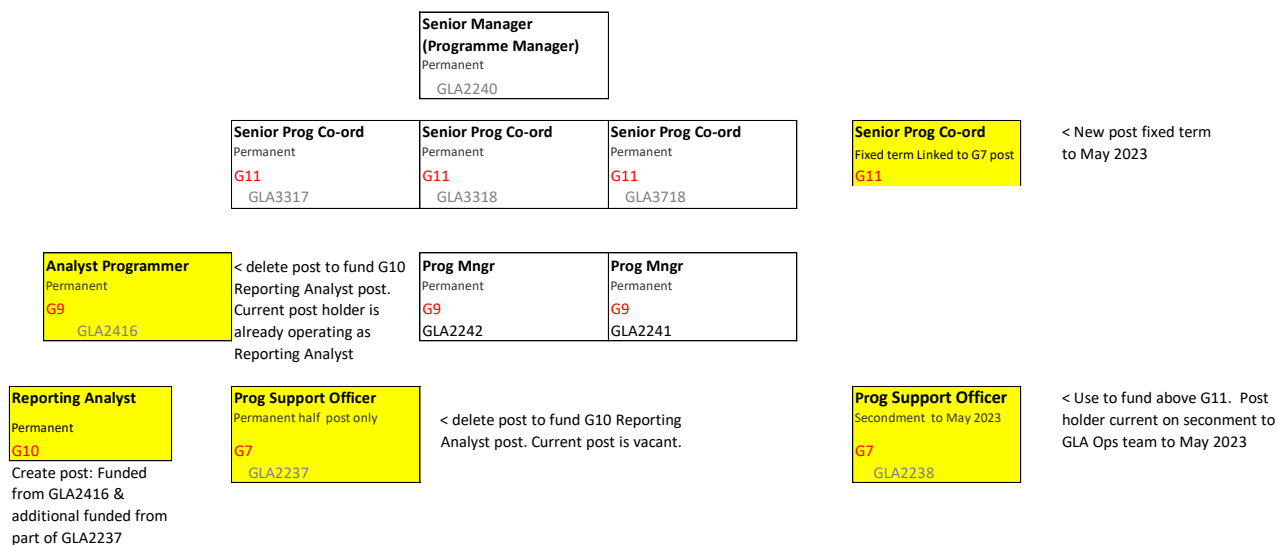 Senior Manager
(Programme Manager)
Permanent
GLA2240
Senior Prog Co-ord
Permanent
G11
GLA3317
Senior Prog Co-ord
Permanent
G11
GLA3318
Senior Prog Co-ord
Permanent
G11
GLA3718
Senior Prog Co-ord
Fixed term Linked to G7 post
G11
< New post fixed term
to May 2023
Analyst Programmer
Permanent
G9
GLA2416
< delete post to fund G10
Reporting Analyst post.
Current post holder is
already operating as
Reporting Analyst
Prog Mngr
Permanent
G9
GLA2242
Prog Mngr
Permanent
G9
GLA2241
Reporting Analyst
Permanent
G10
Create post: Funded
from GLA2416 &
additional funded from
part of GLA2237
Prog Support Officer
Permanent half post only
G7
GLA2237
< delete post to fund G10 Reporting
Analyst post. Current post is vacant.
Prog Support Officer
Secondment to May 2023
G7
GLA2238
< Use to fund above G11. Post
holder current on seconment to
GLA Ops team to May 2023